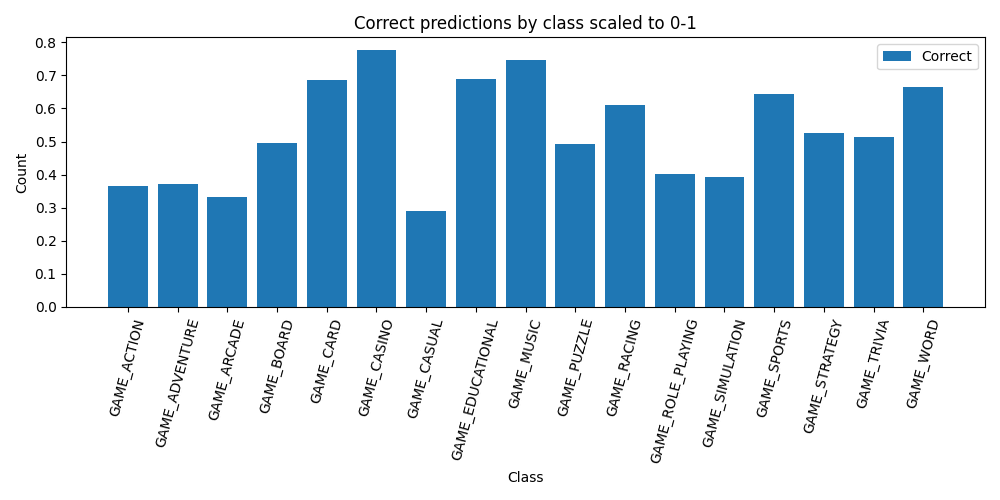 Correct predictions by class scaled to 0-1
Correct
Count
0.8
0.7
0.6
0.5
0.4
0.3
0.2
0.1
0.0
GAME_ACTION
GAME_ADVENTURE
GAME_ARCADE
GAME_BOARD
GAME_CARD
GAME_CASINO
GAME_CASUAL
GAME_EDUCATIONAL
GAME_MUSIC
GAME_PUZZLE
GAME_RACING
GAME_ROLE_PLAYING
GAME_SIMULATION
GAME_SPORTS
GAME_STRATEGY
GAME_TRIVIA
GAME_WORD
Class